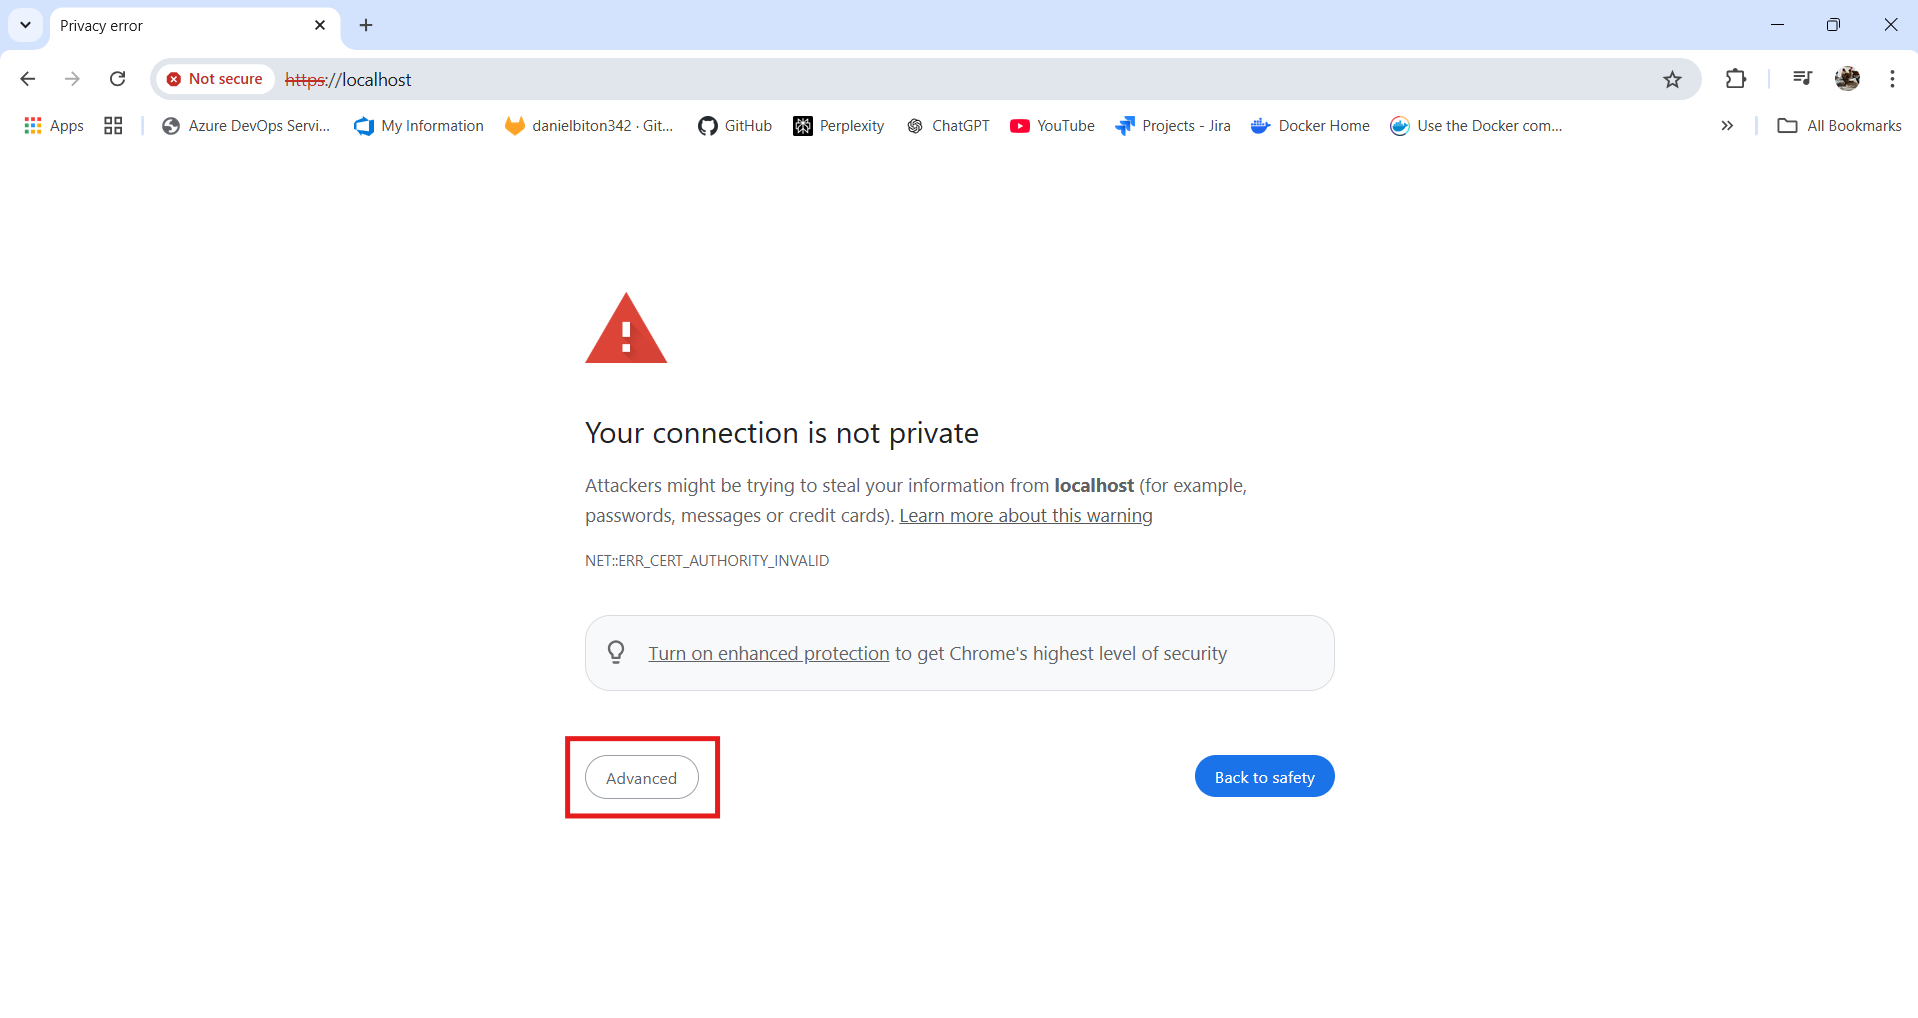 Privacy error
Not secure https://localhost
Apps Azure DevOps Servi... My Information danielbiton342 · Git... GitHub Perplexity ChatGPT YouTube Projects - Jira Docker Home Use the Docker com... All Bookmarks
Your connection is not private
Attackers might be trying to steal your information from localhost (for example,
passwords, messages or credit cards). Learn more about this warning
NET::ERR_CERT_AUTHORITY_INVALID
Turn on enhanced protection to get Chrome's highest level of security
Advanced Back to safety